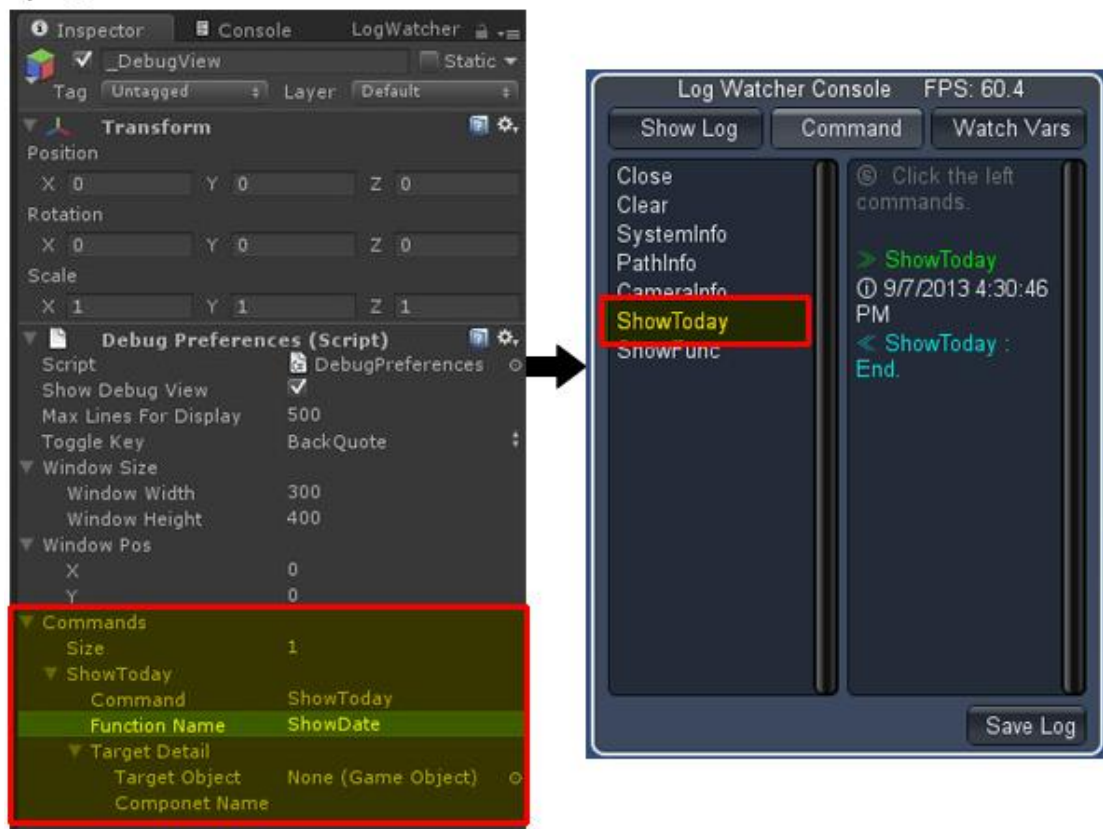 Inspector Console LogWatcher
_DebugView Static
Tag Untagged Layer Default
Transform
Position
X 0 Y 0 Z 0
Rotation
X 0 Y 0 Z 0
Scale
X 1 Y 1 Z 1
Debug Preferences (Script)
Script DebugPreferences
Show Debug View
Max Lines For Display 500
Toggle Key BackQuote
Window Size
Window Width 300
Window Height 400
Window Pos
X 0
Y 0
Commands
Size 1
ShowToday
Command ShowToday
Function Name ShowDate
Target Detail
Target Object None (Game Object)
Componet Name
Log Watcher Console FPS: 60.4
Show Log Command Watch Vars
Close
Clear
SystemInfo
PathInfo
CameraInfo
ShowToday
ShowFunc
Ⓢ Click the left
commands.
≫ ShowToday
ⓘ 9/7/2013 4:30:46
PM
≪ ShowToday :
End.
Save Log